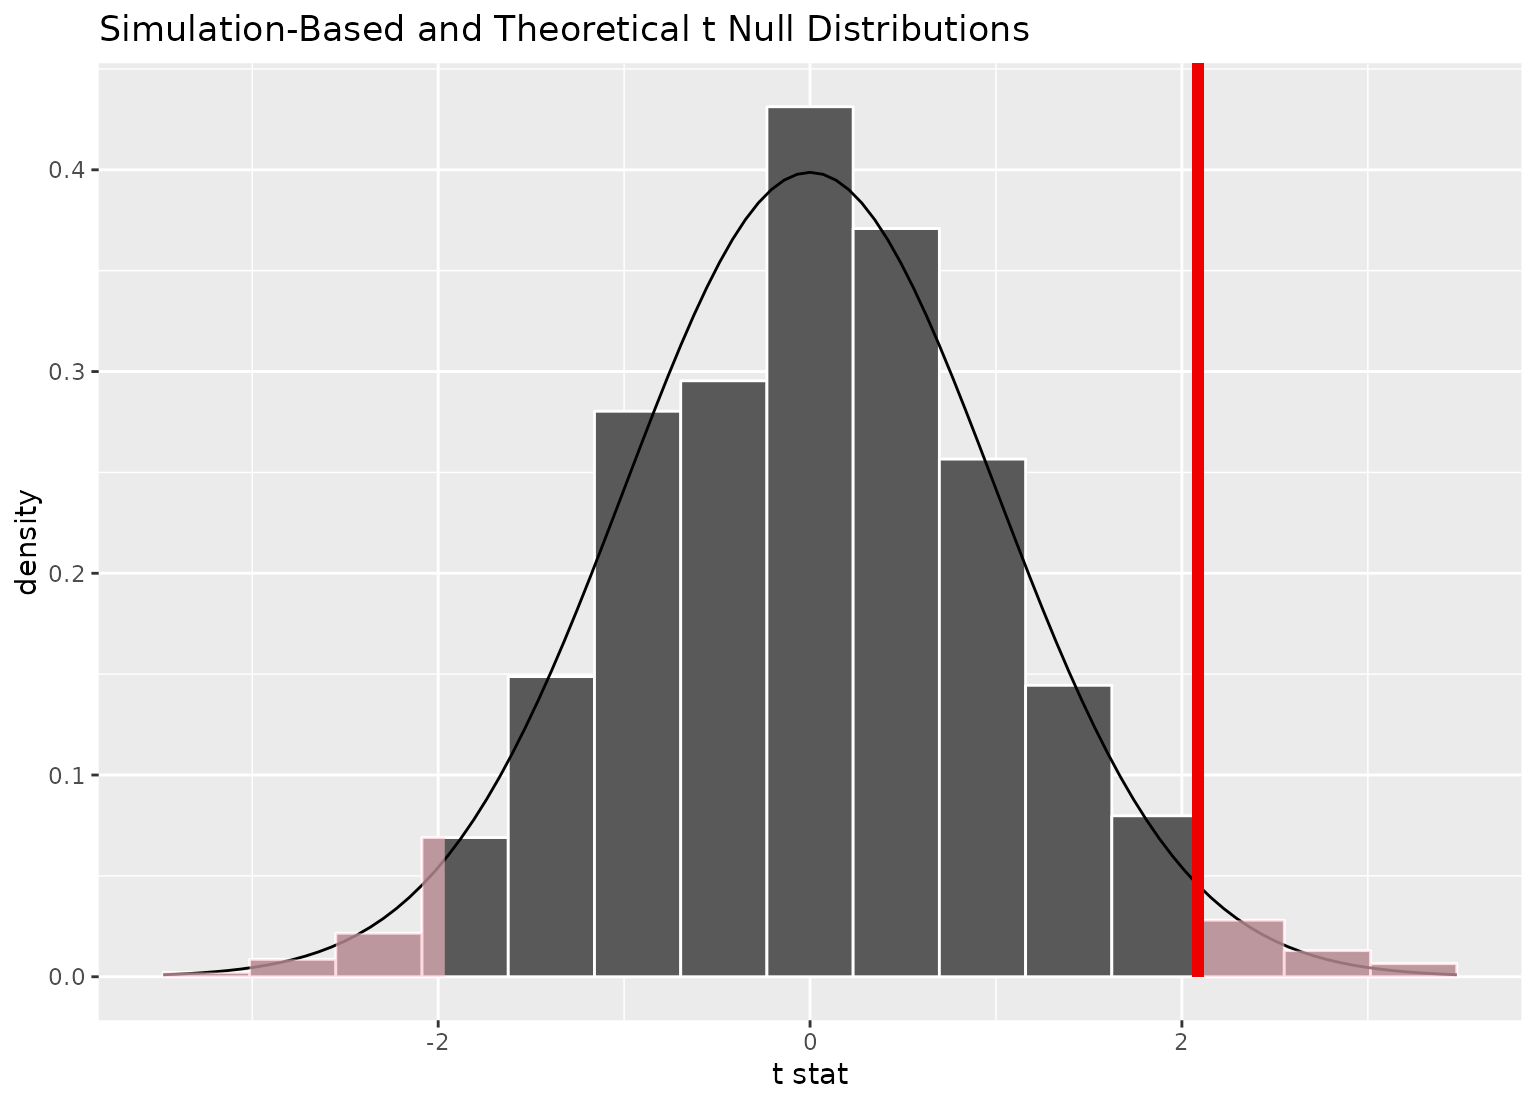 Simulation-Based and Theoretical t Null Distributions
density
0.4
0.3
0.2
0.1
0.0
-2
0
2
t stat